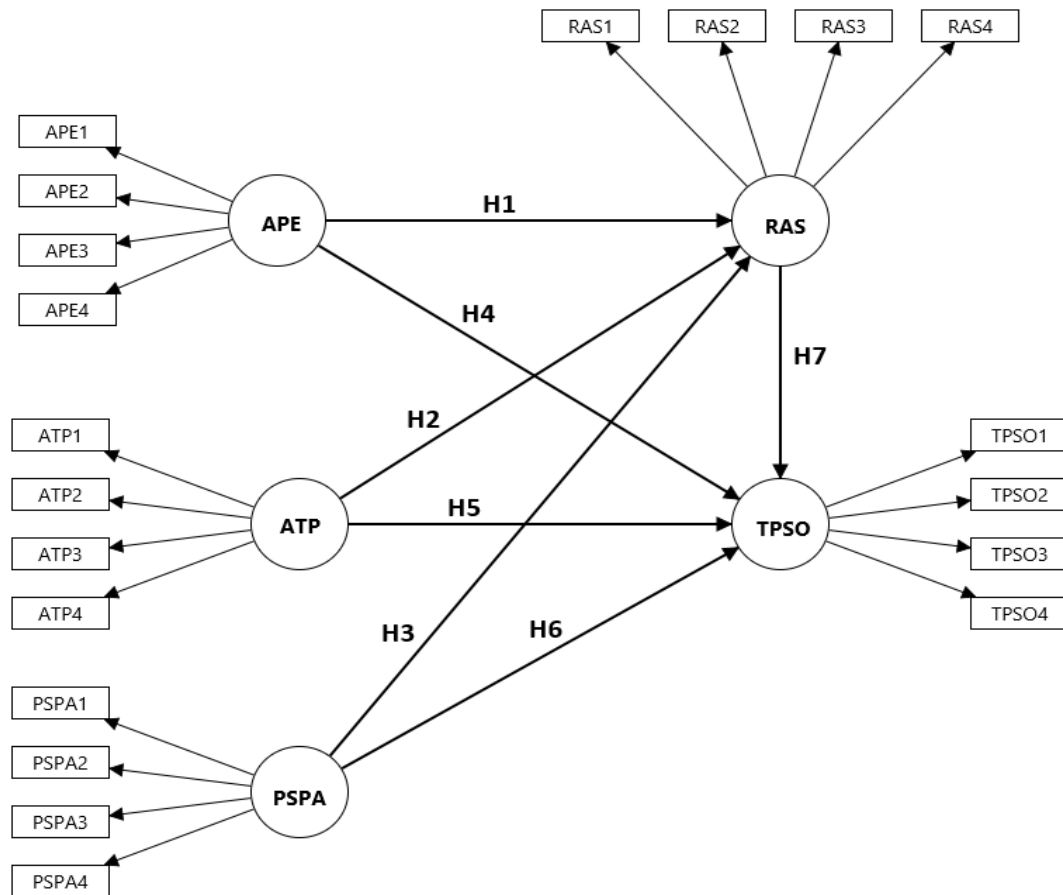 RAS1
RAS2
RAS3
RAS4
APE1
APE2
APE3
APE4
APE
H1
RAS
H4
H7
H2
ATP1
ATP2
ATP3
ATP4
ATP
H5
TPSO
TPSO1
TPSO2
TPSO3
TPSO4
H3
H6
PSPA1
PSPA2
PSPA3
PSPA4
PSPA